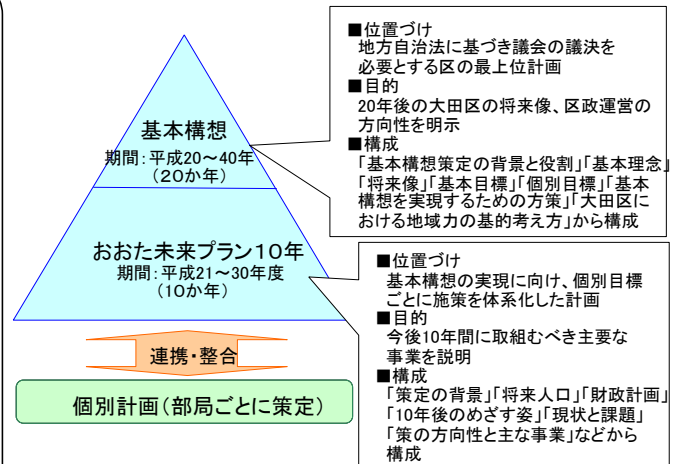 ■位置づけ
地方自治法に基づき議会の議決を
必要とする区の最上位計画
■目的
20年後の大田区の将来像、区政運営の
方向性を明示
■構成
「基本構想策定の背景と役割」「基本理念」
「将来像」「基本目標」「個別目標」「基本
構想を実現するための方策」「大田区に
おける地域力の基的考え方」から構成
基本構想
期間：平成20～40年
（20か年）
おおた未来プラン10年
期間：平成21～30年度
（10か年）
■位置づけ
基本構想の実現に向け、個別目標
ごとに施策を体系化した計画
■目的
今後10年間に取組むべき主要な
事業を説明
■構成
「策定の背景」「将来人口」「財政計画」
「10年後のめざす姿」「現状と課題」
「策の方向性と主な事業」などから
構成
連携・整合
個別計画（部局ごとに策定）